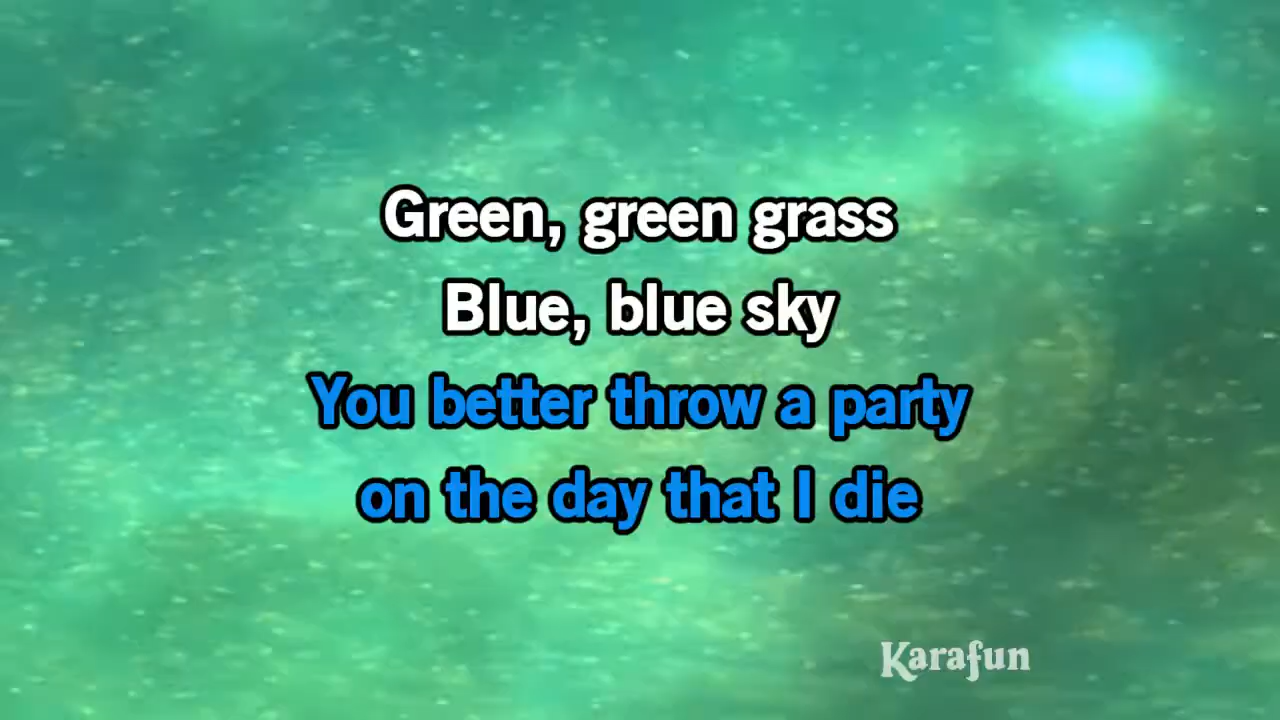 Green, green grass
Blue, blue sky
You better throw a party
on the day that I die
Karafun